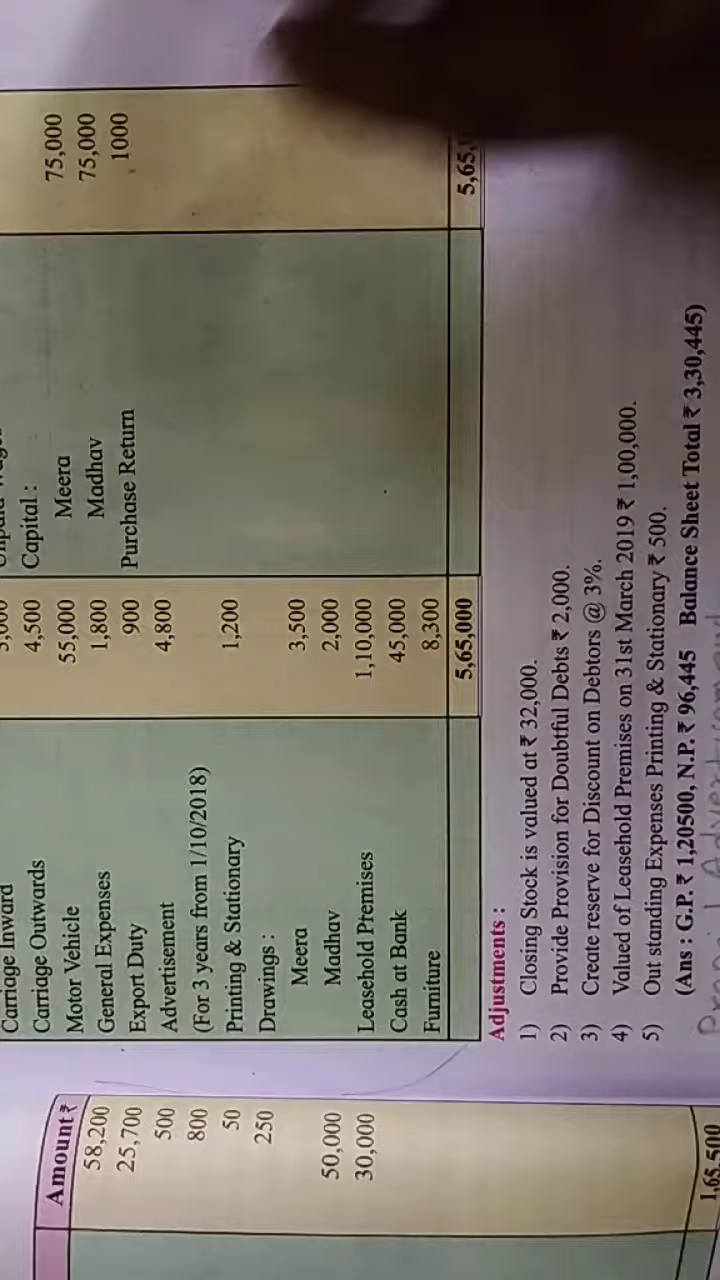 Carriage Inward
Carriage Outwards 4,500 Capital :
Motor Vehicle 55,000 Meera 75,000
General Expenses 1,800 Madhav 75,000
Export Duty 900 Purchase Return 1000
Advertisement 4,800
(For 3 years from 1/10/2018)
Printing & Stationary 1,200
Drawings :
Meera 3,500
Madhav 2,000
Leasehold Premises 1,10,000
Cash at Bank 45,000
Furniture 8,300
5,65,000 5,65,
Adjustments :
1) Closing Stock is valued at ₹ 32,000.
2) Provide Provision for Doubtful Debts ₹ 2,000.
3) Create reserve for Discount on Debtors @ 3%.
4) Valued of Leasehold Premises on 31st March 2019 ₹ 1,00,000.
5) Out standing Expenses Printing & Stationary ₹ 500.
(Ans : G.P. ₹ 1,20500, N.P. ₹ 96,445 Balance Sheet Total ₹ 3,30,445)
Amount ₹
58,200
25,700
500
800
50
250
50,000
30,000
1,65,500